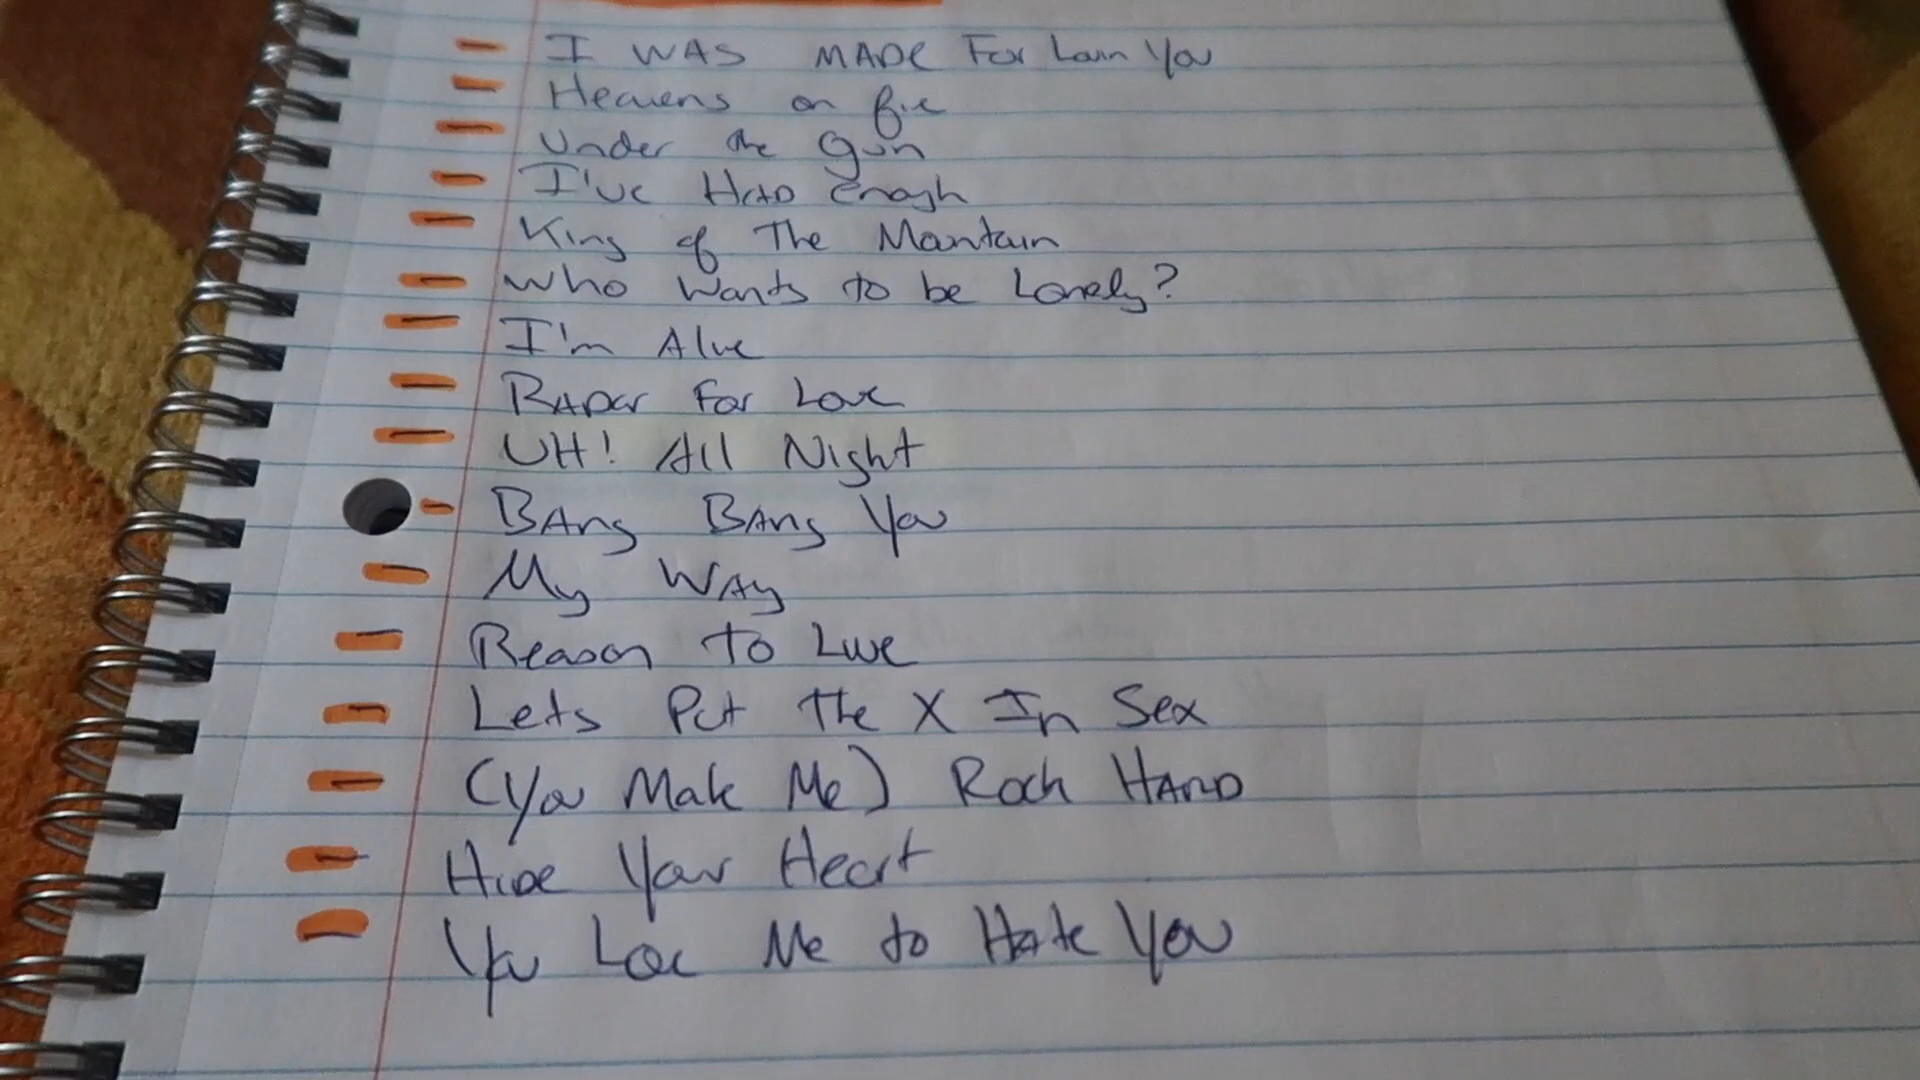 I WAS MADE For Lovin You
Heavens on fire
Under the gun
I've HAD Enough
King of The Mountain
Who Wants to be Lonely?
I'm Alive
RADAr For Love
UH! All Night
BAng BAng You
My WAy
Reason To Live
Lets Put The X In Sex
(You Make Me) Rock HARD
HiDe Your Heart
You Love Me to HAte You